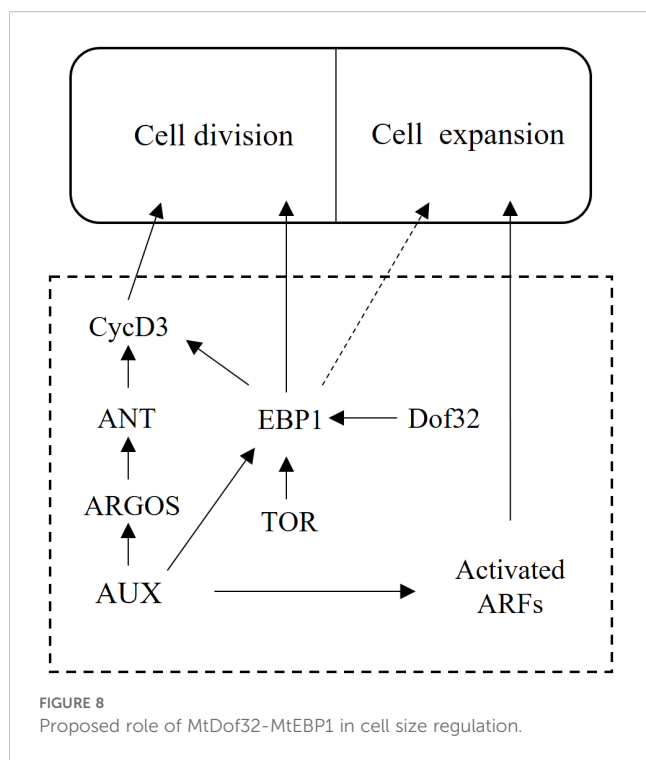 Cell division
Cell expansion
CycD3
ANT
EBP1
Dof32
ARGOS
TOR
AUX
Activated
ARFs
FIGURE 8
Proposed role of MtDof32-MtEBP1 in cell size regulation.